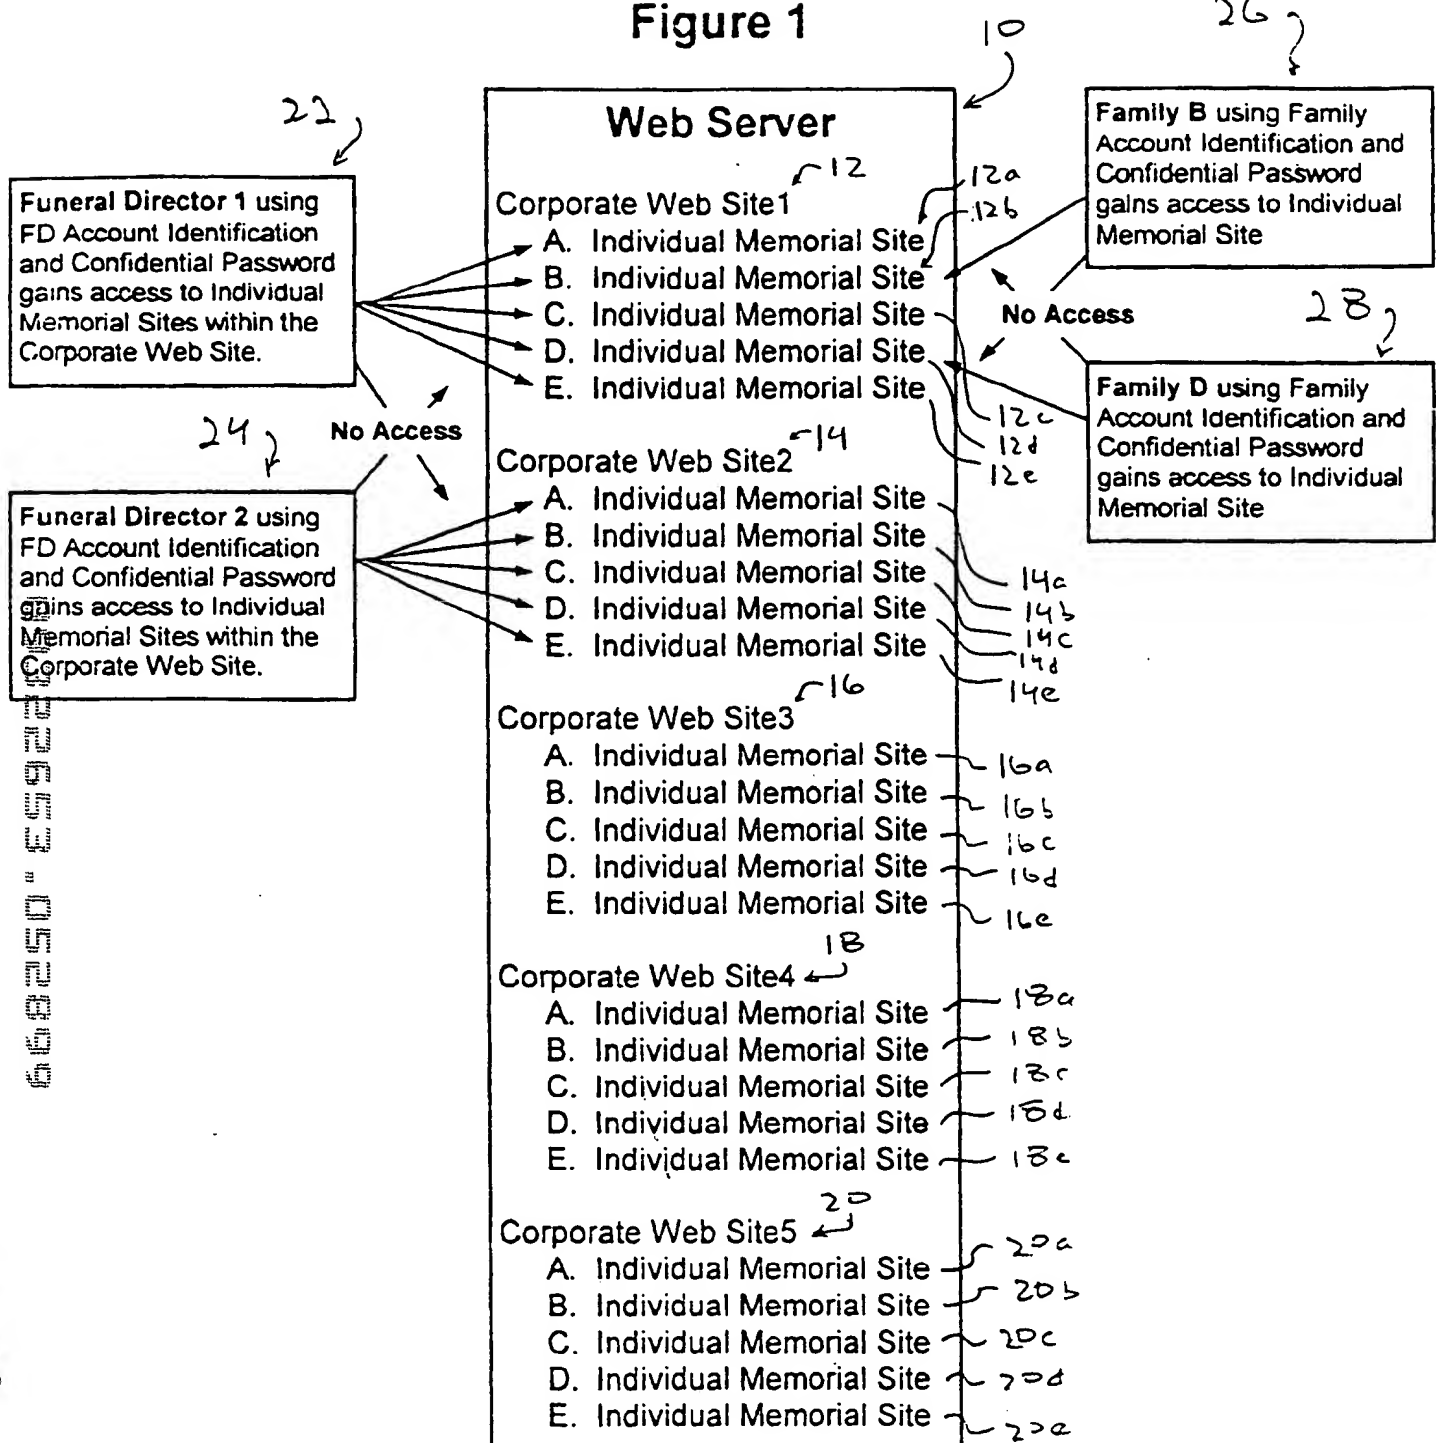 Figure 1
10
26
22
Web Server
12
Corporate Web Site1
A. Individual Memorial Site
B. Individual Memorial Site
C. Individual Memorial Site
D. Individual Memorial Site
E. Individual Memorial Site
12a
12b
12c
12d
12e
Funeral Director 1 using
FD Account Identification
and Confidential Password
gains access to Individual
Memorial Sites within the
Corporate Web Site.
No Access
24
Funeral Director 2 using
FD Account Identification
and Confidential Password
gains access to Individual
Memorial Sites within the
Corporate Web Site.
Family B using Family
Account Identification and
Confidential Password
gains access to Individual
Memorial Site
No Access
28
Family D using Family
Account Identification and
Confidential Password
gains access to Individual
Memorial Site
14
Corporate Web Site2
A. Individual Memorial Site
B. Individual Memorial Site
C. Individual Memorial Site
D. Individual Memorial Site
E. Individual Memorial Site
14a
14b
14c
14d
14e
16
Corporate Web Site3
A. Individual Memorial Site
B. Individual Memorial Site
C. Individual Memorial Site
D. Individual Memorial Site
E. Individual Memorial Site
16a
16b
16c
16d
16e
18
Corporate Web Site4
A. Individual Memorial Site
B. Individual Memorial Site
C. Individual Memorial Site
D. Individual Memorial Site
E. Individual Memorial Site
18a
18b
18c
18d
18e
20
Corporate Web Site5
A. Individual Memorial Site
B. Individual Memorial Site
C. Individual Memorial Site
D. Individual Memorial Site
E. Individual Memorial Site
20a
20b
20c
20d
20e